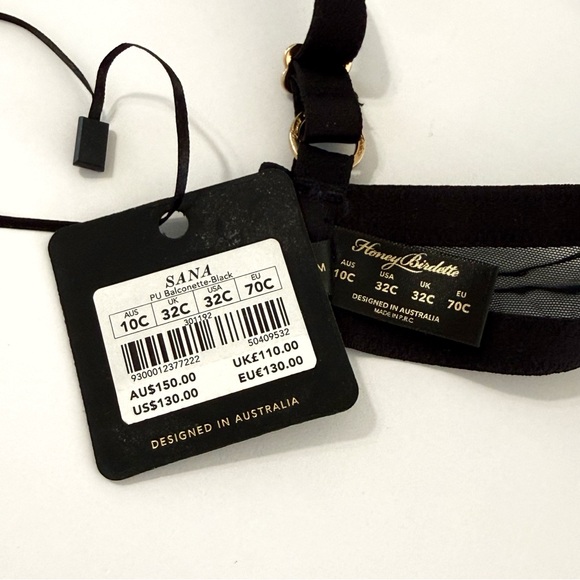 SANA
PU Balconette-Black
AUS UK USA EU
10C 32C 32C 70C
301192
9300012377222 50409532
AU$150.00 UK£110.00
US$130.00 EU€130.00
DESIGNED IN AUSTRALIA
Honey Birdette
AUS USA UK EU
10C 32C 32C 70C
DESIGNED IN AUSTRALIA
MADE IN P.R.C.
M